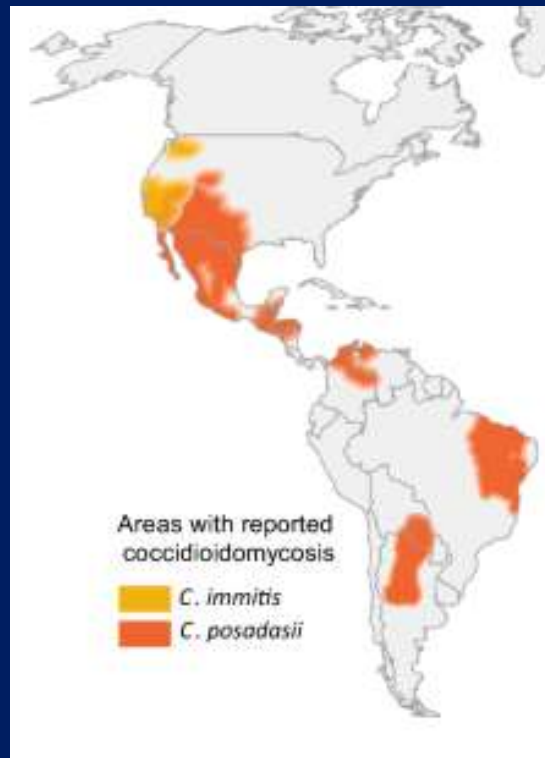 Areas with reported
coccidioidomycosis
C. immitis
C. posadasii